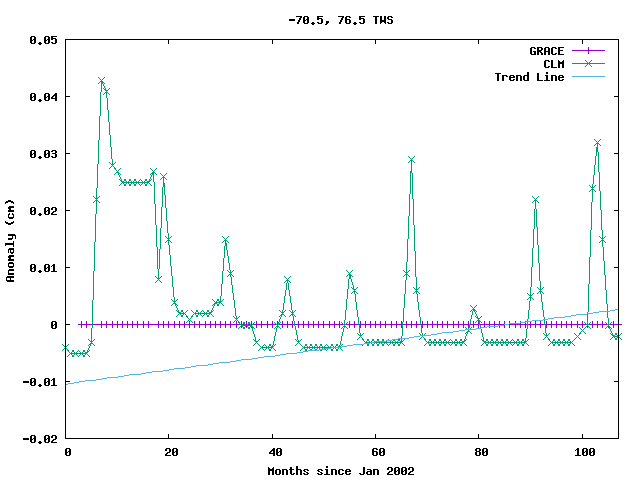 -70.5, 76.5 TWS
0.05
0.04
0.03
0.02
0.01
0
-0.01
-0.02
Anomaly (cm)
GRACE
CLM
Trend Line
0 20 40 60 80 100
Months since Jan 2002